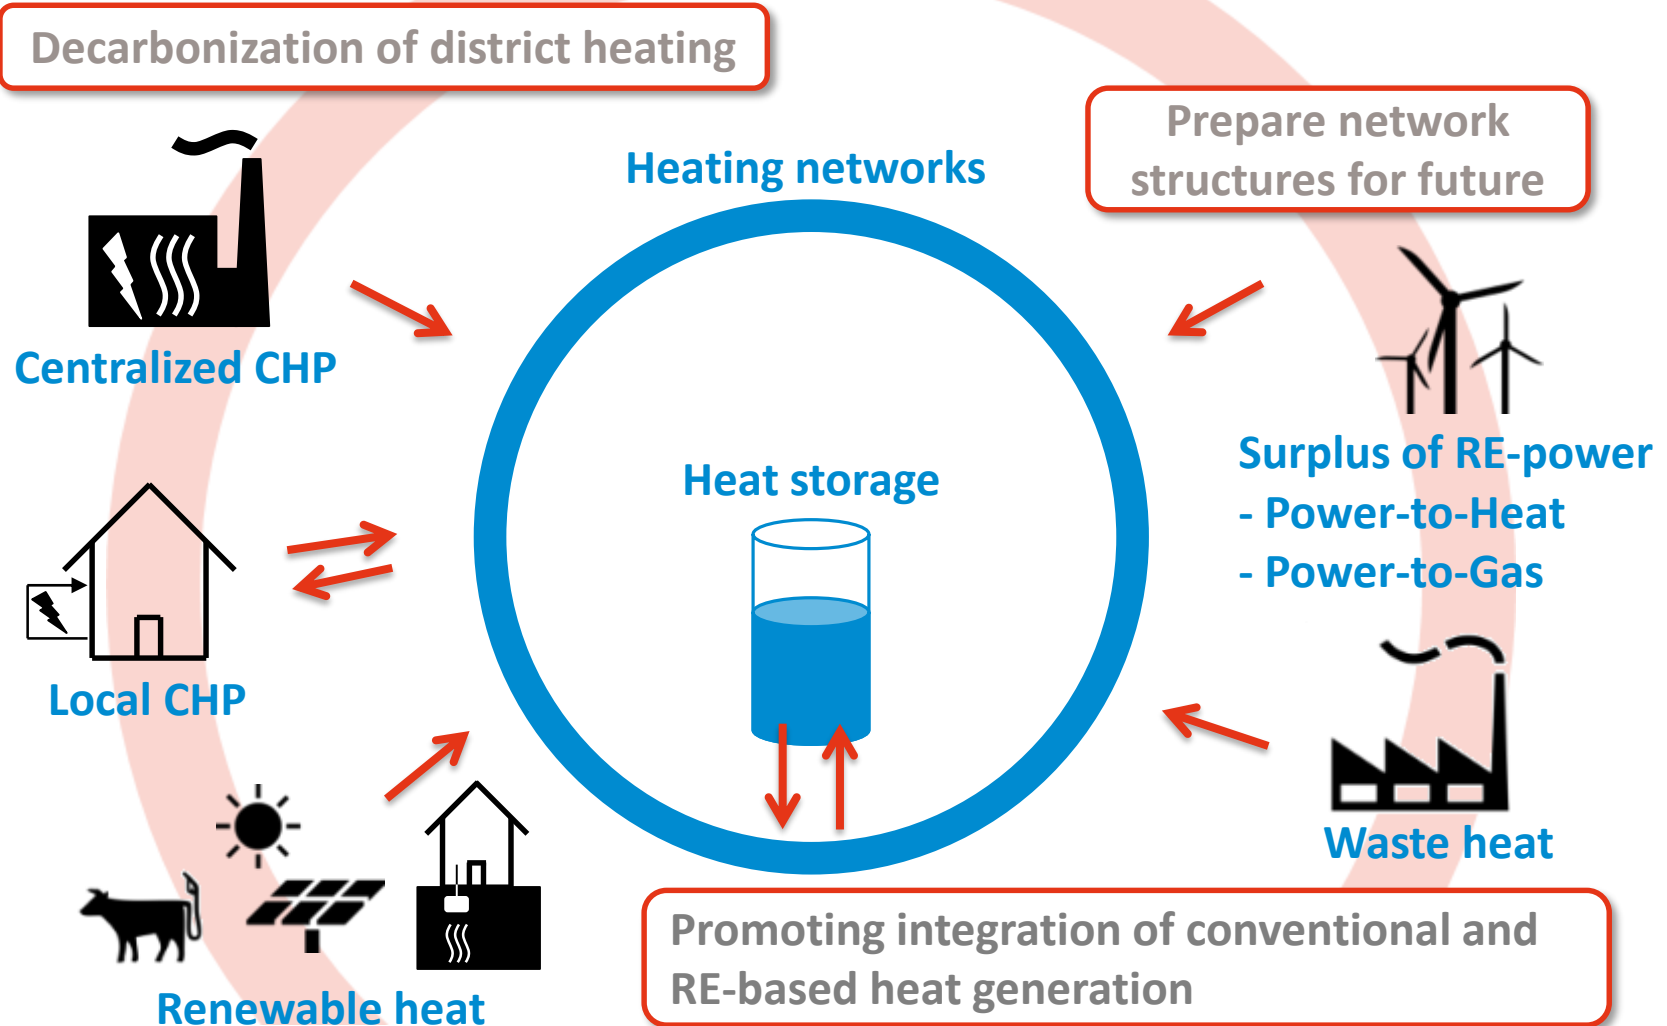 Decarbonization of district heating
Prepare network
structures for future
Heating networks
Centralized CHP
Heat storage
Surplus of RE-power
- Power-to-Heat
- Power-to-Gas
Local CHP
Waste heat
Renewable heat
Promoting integration of conventional and
RE-based heat generation